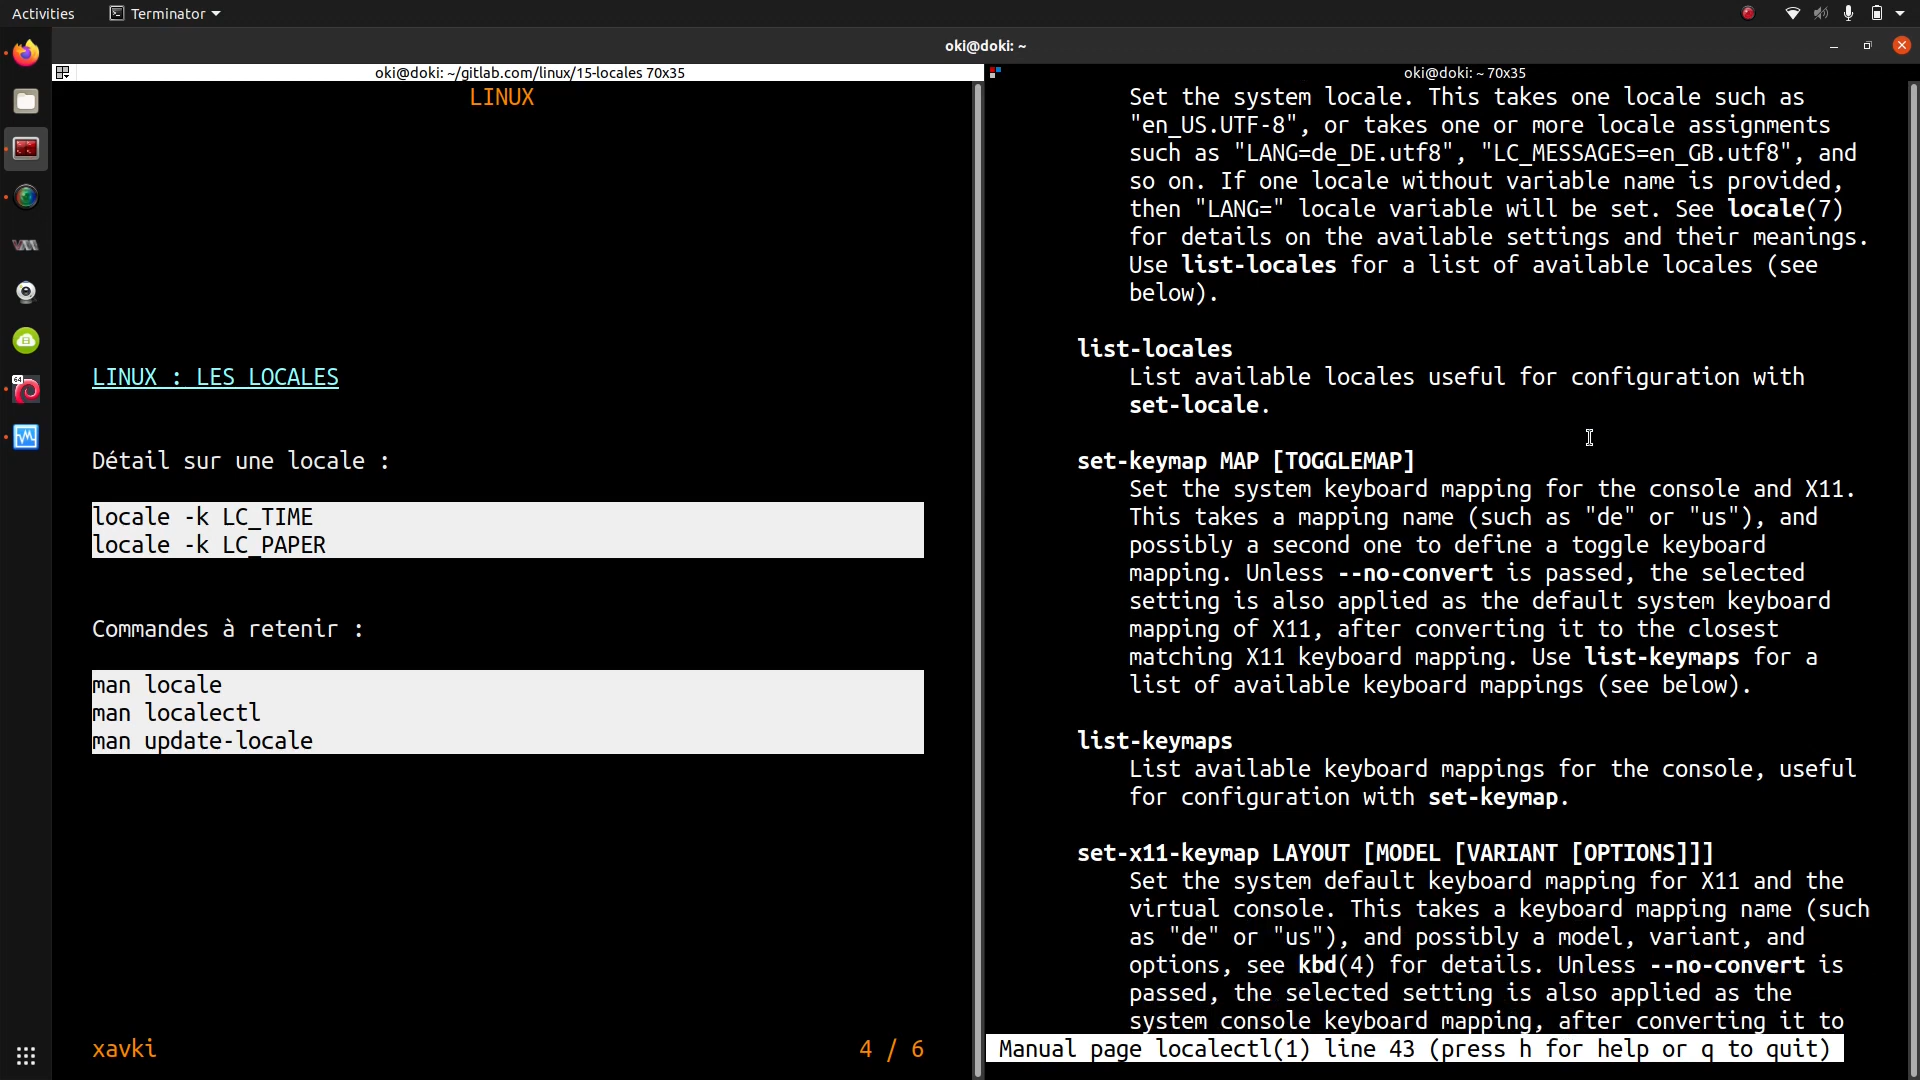 Activities
Terminator
oki@doki: ~
oki@doki: ~/gitlab.com/linux/15-locales 70x35
LINUX
LINUX : LES LOCALES
Détail sur une locale :
locale -k LC_TIME
locale -k LC_PAPER
Commandes à retenir :
man locale
man localectl
man update-locale
xavki
4 / 6
oki@doki: ~ 70x35
Set the system locale. This takes one locale such as
"en_US.UTF-8", or takes one or more locale assignments
such as "LANG=de_DE.utf8", "LC_MESSAGES=en_GB.utf8", and
so on. If one locale without variable name is provided,
then "LANG=" locale variable will be set. See locale(7)
for details on the available settings and their meanings.
Use list-locales for a list of available locales (see
below).
list-locales
List available locales useful for configuration with
set-locale.
set-keymap MAP [TOGGLEMAP]
Set the system keyboard mapping for the console and X11.
This takes a mapping name (such as "de" or "us"), and
possibly a second one to define a toggle keyboard
mapping. Unless --no-convert is passed, the selected
setting is also applied as the default system keyboard
mapping of X11, after converting it to the closest
matching X11 keyboard mapping. Use list-keymaps for a
list of available keyboard mappings (see below).
list-keymaps
List available keyboard mappings for the console, useful
for configuration with set-keymap.
set-x11-keymap LAYOUT [MODEL [VARIANT [OPTIONS]]]
Set the system default keyboard mapping for X11 and the
virtual console. This takes a keyboard mapping name (such
as "de" or "us"), and possibly a model, variant, and
options, see kbd(4) for details. Unless --no-convert is
passed, the selected setting is also applied as the
system console keyboard mapping, after converting it to
Manual page localectl(1) line 43 (press h for help or q to quit)
64